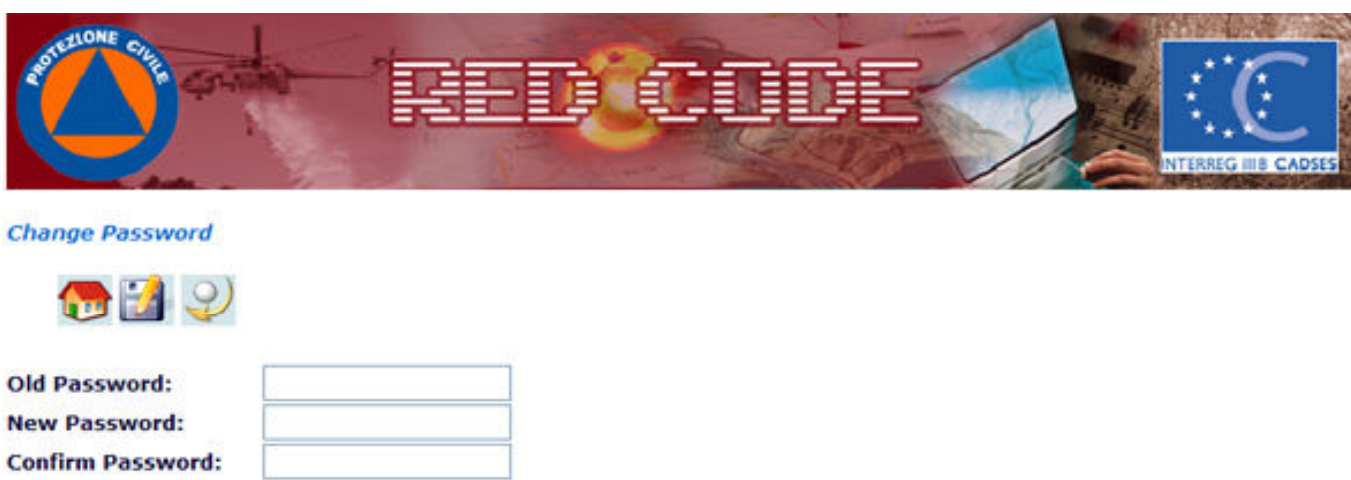 PROTEZIONE CIVILE
RED CODE
INTERREG IIIB CADSES
Change Password
Old Password:
New Password:
Confirm Password: